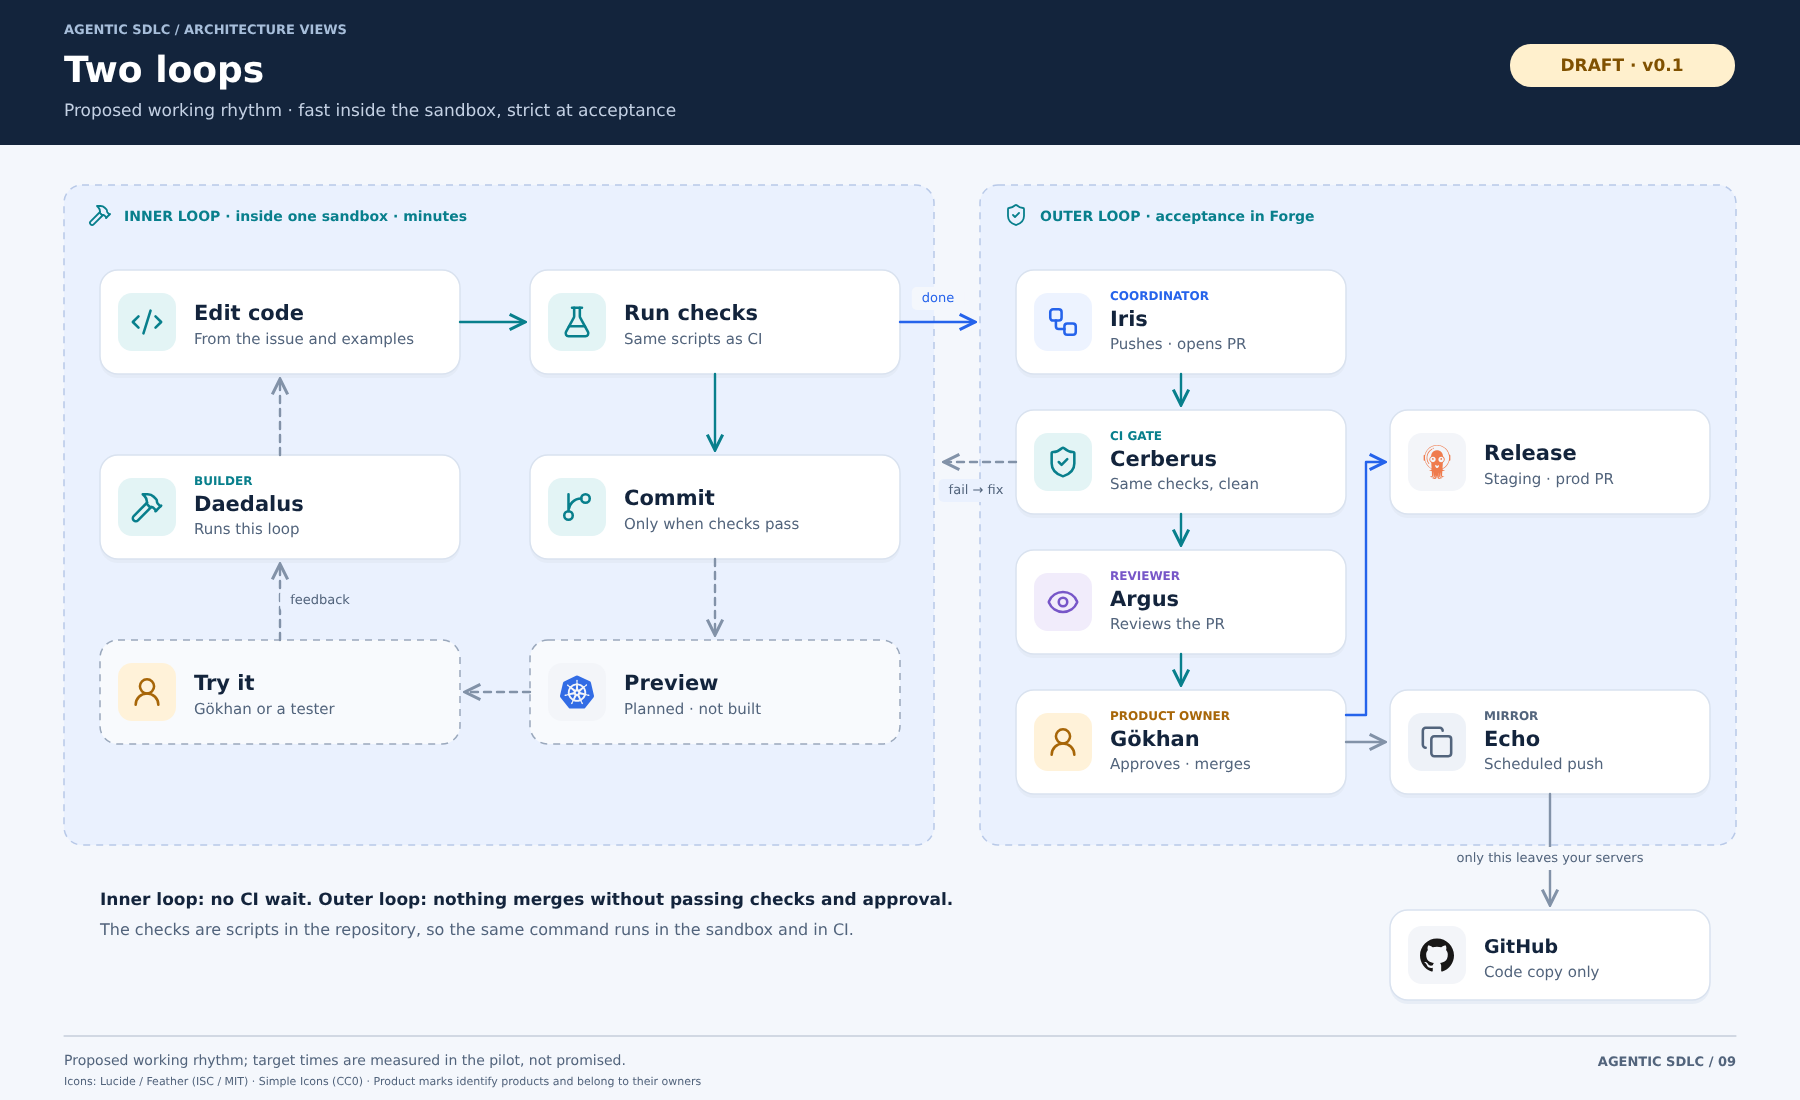 AGENTIC SDLC / ARCHITECTURE VIEWS
Two loops
Proposed working rhythm · fast inside the sandbox, strict at acceptance
DRAFT · v0.1
INNER LOOP · inside one sandbox · minutes
Edit code
From the issue and examples
Run checks
Same scripts as CI
done
BUILDER
Daedalus
Runs this loop
Commit
Only when checks pass
feedback
Try it
Gökhan or a tester
Preview
Planned · not built
OUTER LOOP · acceptance in Forge
COORDINATOR
Iris
Pushes · opens PR
CI GATE
Cerberus
Same checks, clean
fail → fix
Release
Staging · prod PR
REVIEWER
Argus
Reviews the PR
PRODUCT OWNER
Gökhan
Approves · merges
MIRROR
Echo
Scheduled push
only this leaves your servers
GitHub
Code copy only
Inner loop: no CI wait. Outer loop: nothing merges without passing checks and approval.
The checks are scripts in the repository, so the same command runs in the sandbox and in CI.
Proposed working rhythm; target times are measured in the pilot, not promised.
Icons: Lucide / Feather (ISC / MIT) · Simple Icons (CC0) · Product marks identify products and belong to their owners
AGENTIC SDLC / 09